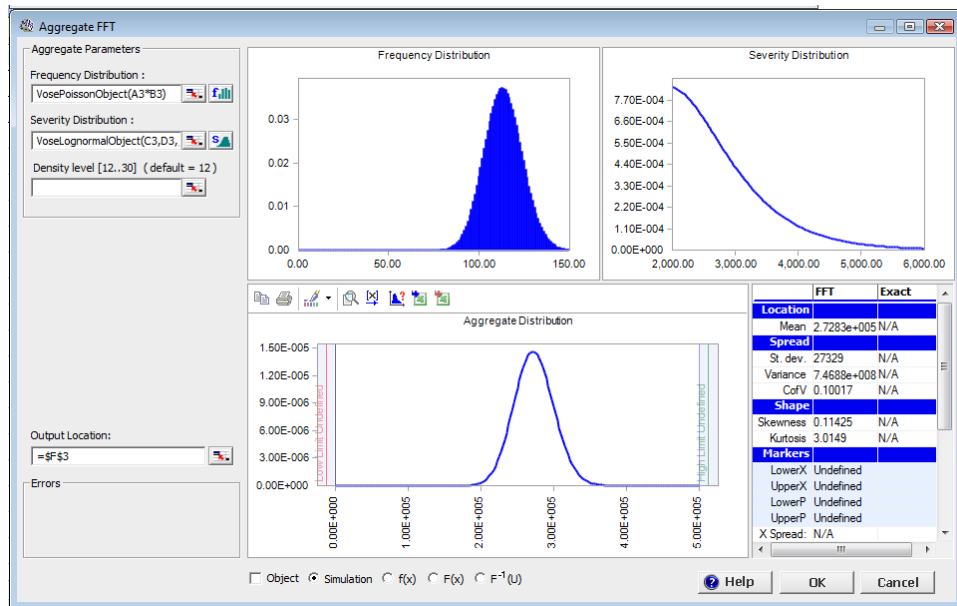 Aggregate FFT
Aggregate Parameters
Frequency Distribution :
VosePoissonObject(A3*B3)
Severity Distribution :
VoseLognormalObject(C3,D3,
Density level [12..30] ( default = 12 )
Output Location:
=$F$3
Errors
Frequency Distribution
0.03
0.02
0.01
0.00
0.00 50.00 100.00 150.00
Severity Distribution
7.70E-004
6.60E-004
5.50E-004
4.40E-004
3.30E-004
2.20E-004
1.10E-004
0.00E+000
2,000.00 3,000.00 4,000.00 5,000.00 6,000.00
Aggregate Distribution
1.50E-005
1.20E-005
9.00E-006
6.00E-006
3.00E-006
0.00E+000
Low Limit Undefined
High Limit Undefined
0.00E+000 1.00E+005 2.00E+005 3.00E+005 4.00E+005 5.00E+005
FFT Exact
Location
Mean 2.7283e+005 N/A
Spread
St. dev. 27329 N/A
Variance 7.4688e+008 N/A
CofV 0.10017 N/A
Shape
Skewness 0.11425 N/A
Kurtosis 3.0149 N/A
Markers
LowerX Undefined
UpperX Undefined
LowerP Undefined
UpperP Undefined
X Spread: N/A
Object Simulation f(x) F(x) F⁻¹(U)
Help OK Cancel